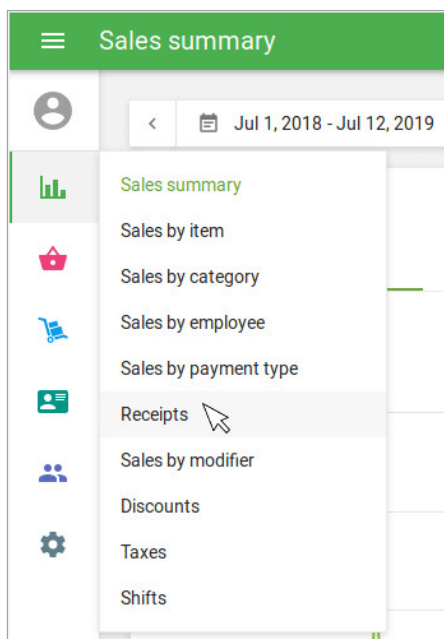 Sales summary
Jul 1, 2018 - Jul 12, 2019
Sales summary
Sales by item
Sales by category
Sales by employee
Sales by payment type
Receipts
Sales by modifier
Discounts
Taxes
Shifts